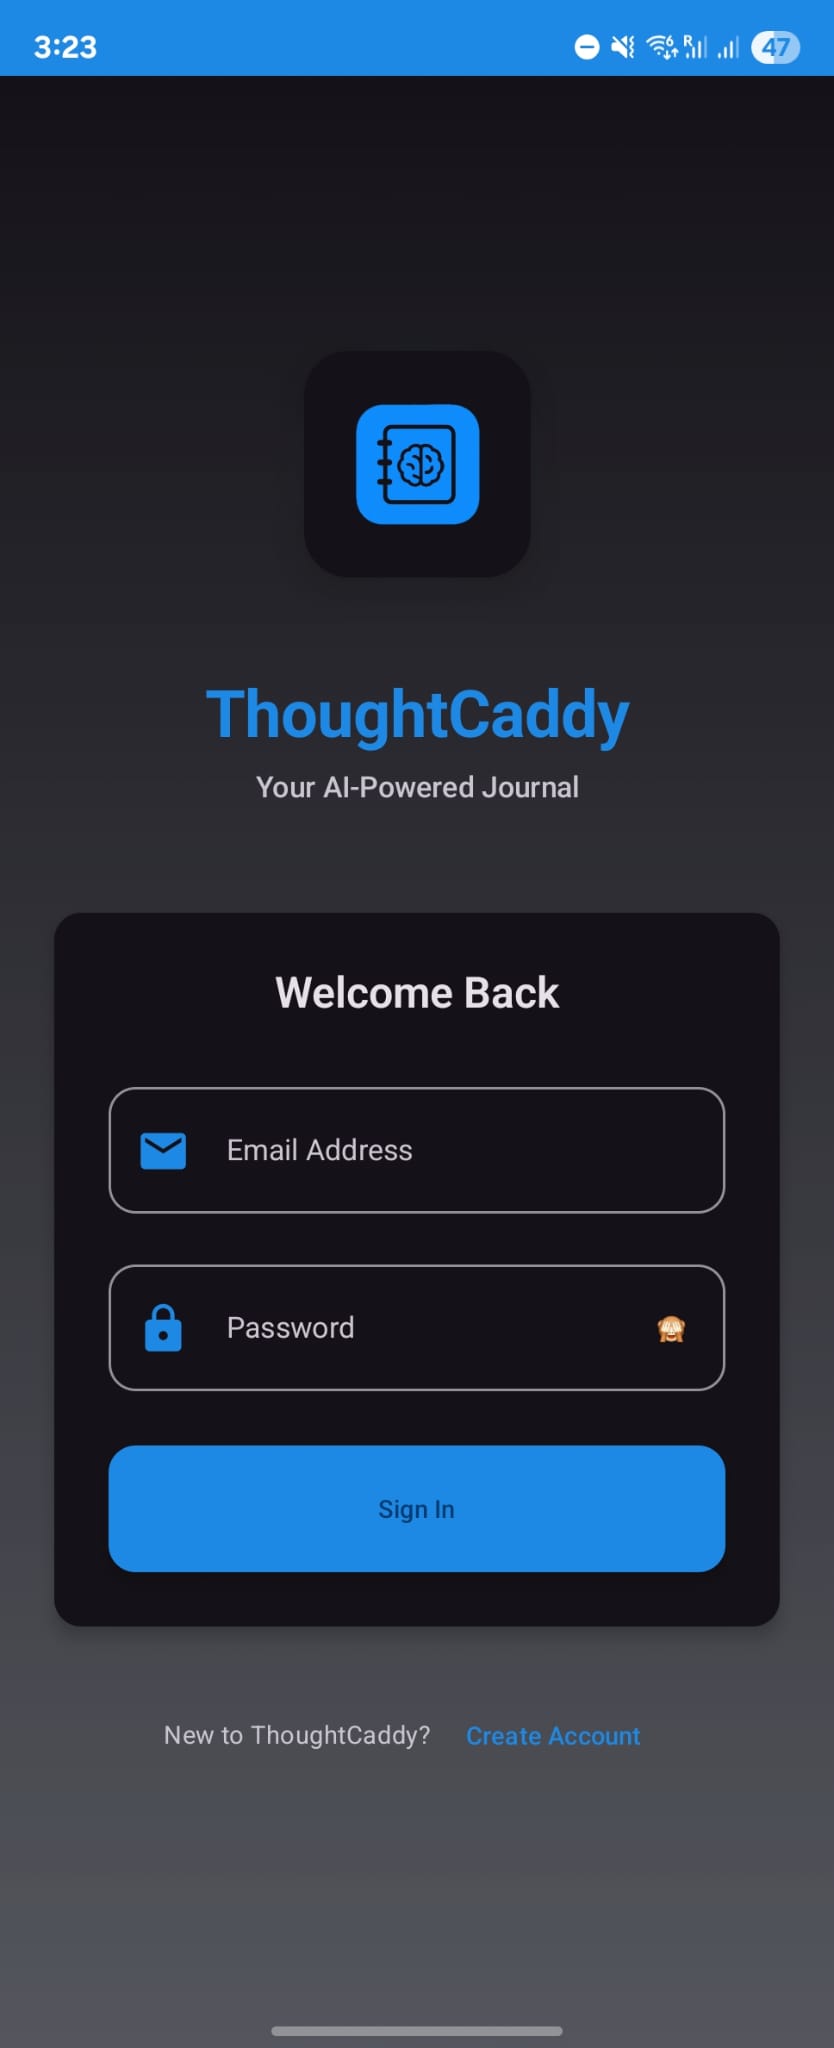 3:23
6 R 47
ThoughtCaddy
Your AI-Powered Journal
Welcome Back
Email Address
Password
Sign In
New to ThoughtCaddy? Create Account